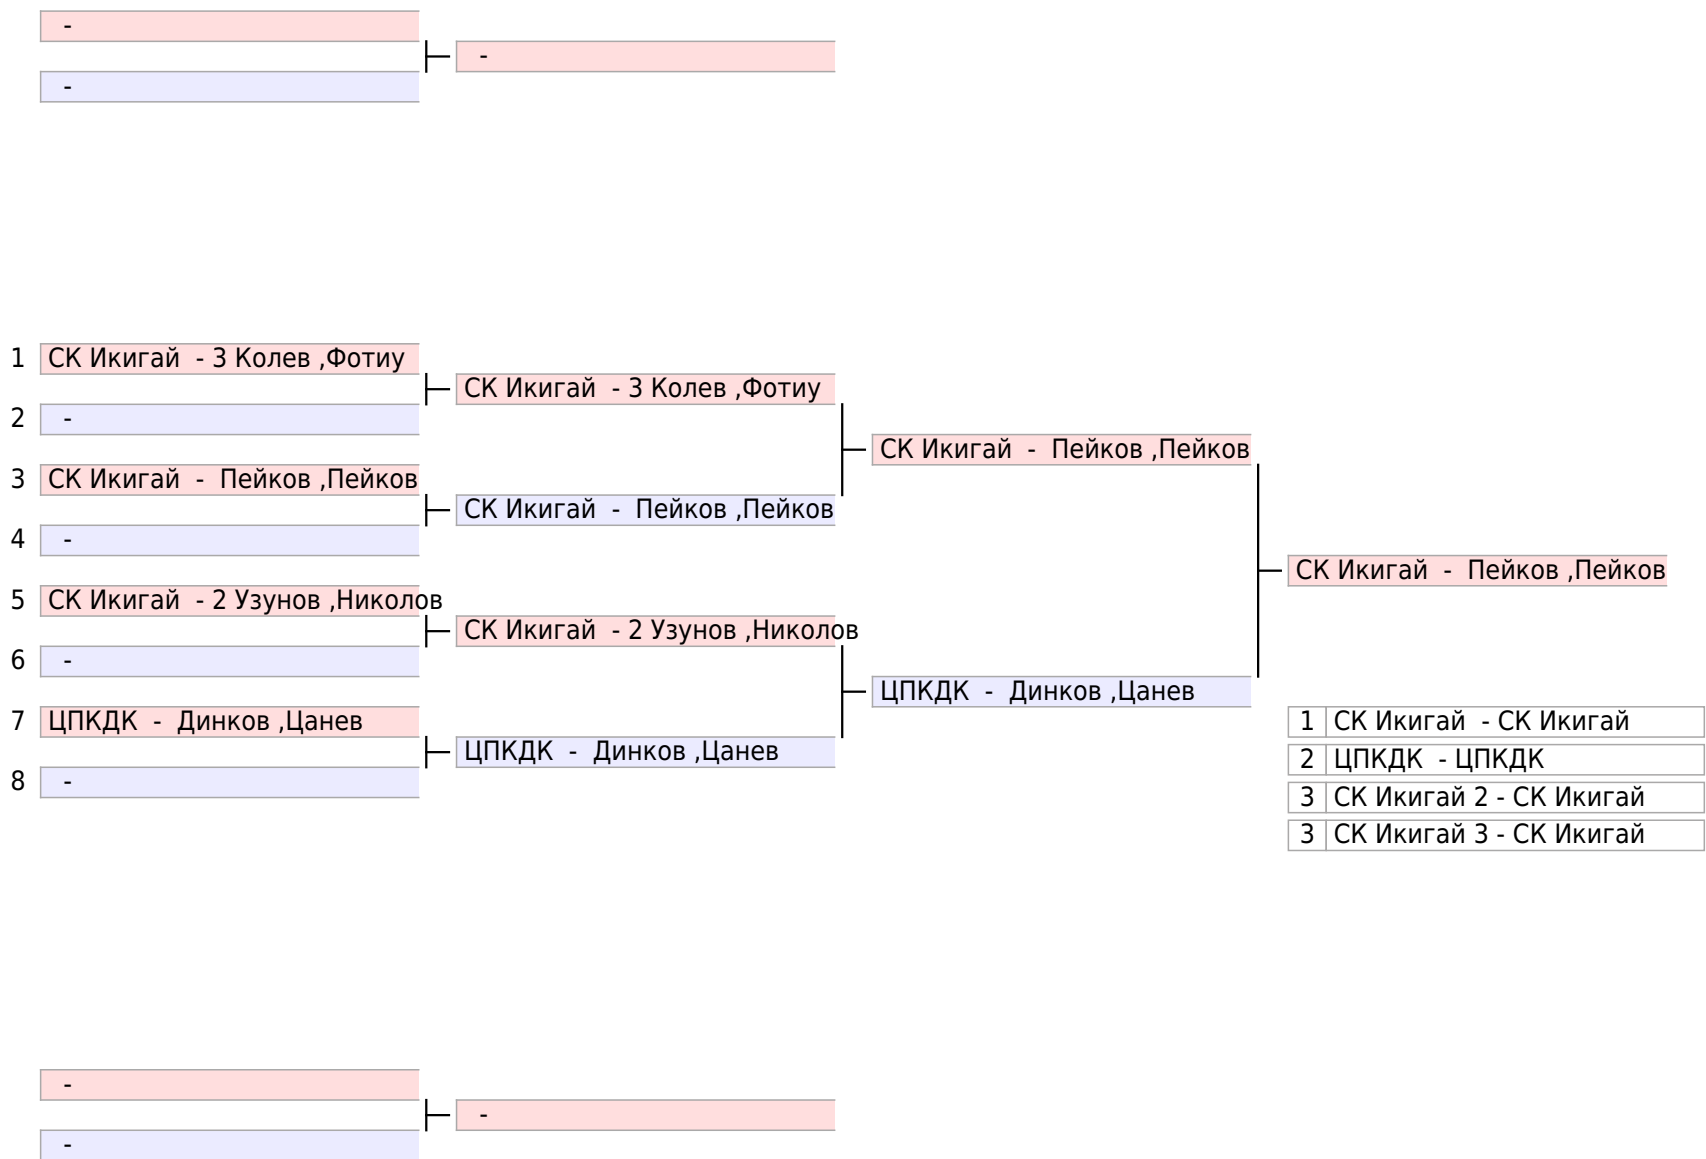 -
-
-
1 СК Икигай - 3 Колев ,Фотиу
СК Икигай - 3 Колев ,Фотиу
2 -
СК Икигай - Пейков ,Пейков
3 СК Икигай - Пейков ,Пейков
СК Икигай - Пейков ,Пейков
4 -
СК Икигай - Пейков ,Пейков
5 СК Икигай - 2 Узунов ,Николов
СК Икигай - 2 Узунов ,Николов
6 -
ЦПКДК - Динков ,Цанев
7 ЦПКДК - Динков ,Цанев
ЦПКДК - Динков ,Цанев
8 -
1 СК Икигай - СК Икигай
2 ЦПКДК - ЦПКДК
3 СК Икигай 2 - СК Икигай
3 СК Икигай 3 - СК Икигай
-
-
-